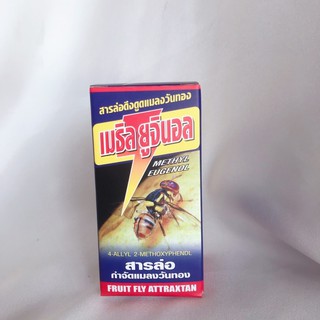 สารล่อดึงดูดแมลงวันทอง
เมธิล ยูจินอล
METHYL
EUGENOL
4-ALLYL 2-METHOXYPHENOL
สารล่อ
กำจัดแมลงวันทอง
FRUIT FLY ATTRAXTAN